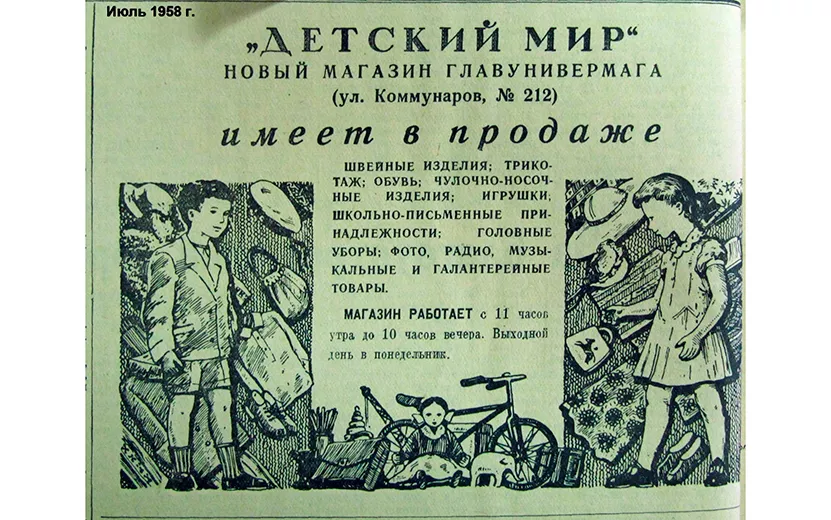 Июль 1958 г.
„ДЕТСКИЙ МИР“
НОВЫЙ МАГАЗИН ГЛАВУНИВЕРМАГА
(ул. Коммунаров, № 212)
имеет в продаже
ШВЕЙНЫЕ ИЗДЕЛИЯ; ТРИКО-
ТАЖ; ОБУВЬ; ЧУЛОЧНО-НОСОЧ-
НЫЕ ИЗДЕЛИЯ; ИГРУШКИ;
ШКОЛЬНО-ПИСЬМЕННЫЕ ПРИ-
НАДЛЕЖНОСТИ; ГОЛОВНЫЕ
УБОРЫ; ФОТО, РАДИО, МУЗЫ-
КАЛЬНЫЕ И ГАЛАНТЕРЕЙНЫЕ
ТОВАРЫ.
МАГАЗИН РАБОТАЕТ с 11 часов
утра до 10 часов вечера. Выходной
день в понедельник.